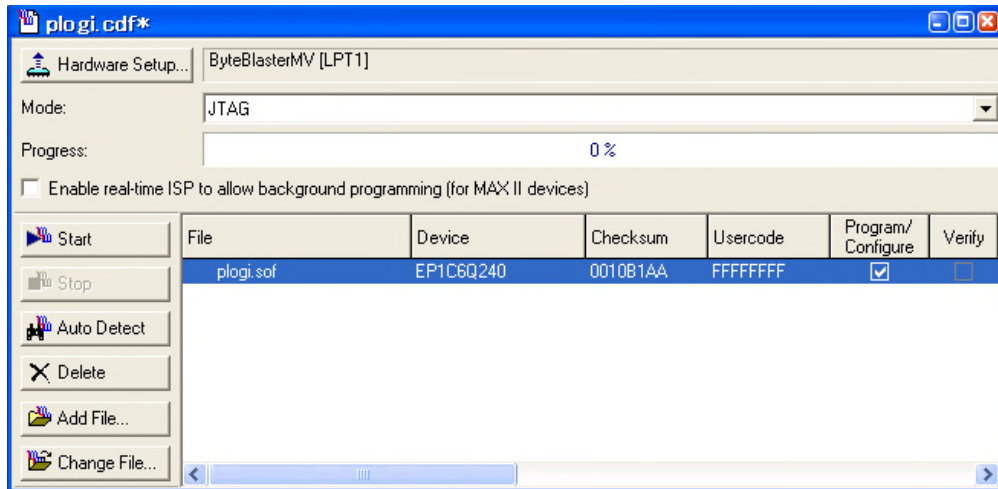 plogi.cdf*
Hardware Setup... ByteBlasterMV [LPT1]
Mode: JTAG
Progress: 0 %
Enable real-time ISP to allow background programming (for MAX II devices)
Start
Stop
Auto Detect
Delete
Add File...
Change File...
File Device Checksum Usercode Program/ Configure Verify
plogi.sof EP1C6Q240 0010B1AA FFFFFFFF